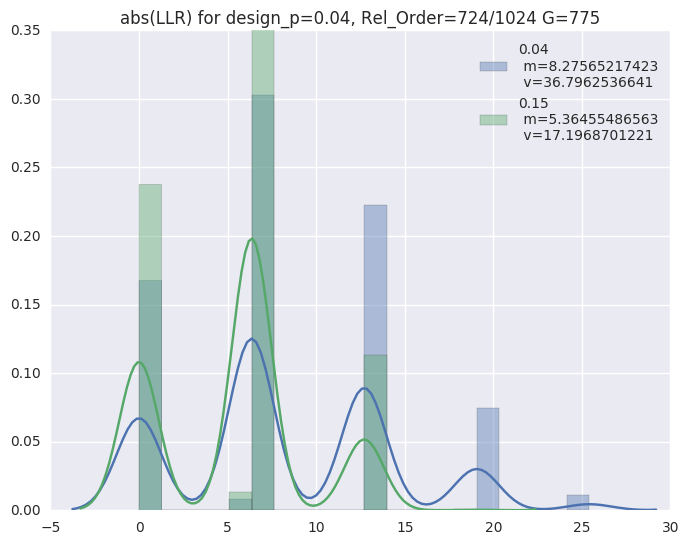 abs(LLR) for design_p=0.04, Rel_Order=724/1024 G=775
0.04
m=8.27565217423
v=36.7962536641
0.15
m=5.36455486563
v=17.1968701221
0.35
0.30
0.25
0.20
0.15
0.10
0.05
0.00
−5 0 5 10 15 20 25 30